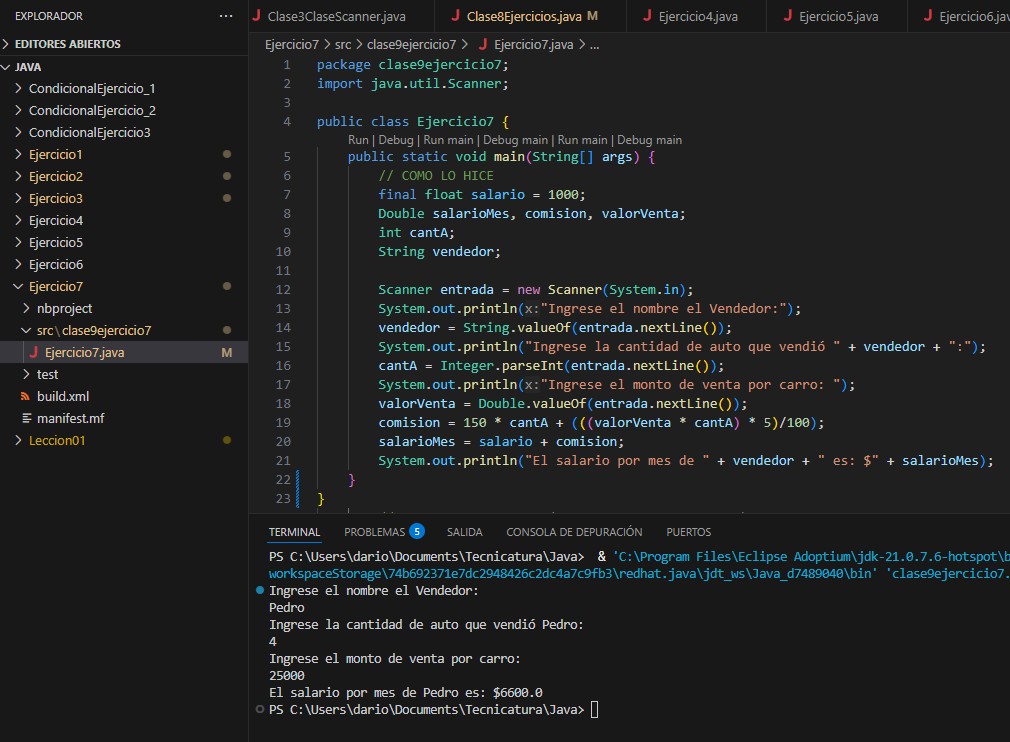 EXPLORADOR
...
EDITORES ABIERTOS
JAVA
CondicionalEjercicio_1
CondicionalEjercicio_2
CondicionalEjercicio3
Ejercicio1
Ejercicio2
Ejercicio3
Ejercicio4
Ejercicio5
Ejercicio6
Ejercicio7
nbproject
src\clase9ejercicio7
J Ejercicio7.java M
test
build.xml
manifest.mf
Leccion01
J Clase3ClaseScanner.java J Clase8Ejercicios.java M J Ejercicio4.java J Ejercicio5.java J Ejercicio6.jav
Ejercicio7 > src > clase9ejercicio7 > J Ejercicio7.java > ...
1 package clase9ejercicio7;
2 import java.util.Scanner;
3
4 public class Ejercicio7 {
Run | Debug | Run main | Debug main | Run main | Debug main
5 public static void main(String[] args) {
6 // COMO LO HICE
7 final float salario = 1000;
8 Double salarioMes, comision, valorVenta;
9 int cantA;
10 String vendedor;
11
12 Scanner entrada = new Scanner(System.in);
13 System.out.println(x:"Ingrese el nombre el Vendedor:");
14 vendedor = String.valueOf(entrada.nextLine());
15 System.out.println("Ingrese la cantidad de auto que vendió " + vendedor + ":");
16 cantA = Integer.parseInt(entrada.nextLine());
17 System.out.println(x:"Ingrese el monto de venta por carro: ");
18 valorVenta = Double.valueOf(entrada.nextLine());
19 comision = 150 * cantA + (((valorVenta * cantA) * 5)/100);
20 salarioMes = salario + comision;
21 System.out.println("El salario por mes de " + vendedor + " es: $" + salarioMes);
22 }
23 }
TERMINAL PROBLEMAS 5 SALIDA CONSOLA DE DEPURACIÓN PUERTOS
PS C:\Users\dario\Documents\Tecnicatura\Java> & 'C:\Program Files\Eclipse Adoptium\jdk-21.0.7.6-hotspot\b
workspaceStorage\74b692371e7dc2948426c2dc4a7c9fb3\redhat.java\jdt_ws\Java_d7489040\bin' 'clase9ejercicio7.
Ingrese el nombre el Vendedor:
Pedro
Ingrese la cantidad de auto que vendió Pedro:
4
Ingrese el monto de venta por carro:
25000
El salario por mes de Pedro es: $6600.0
PS C:\Users\dario\Documents\Tecnicatura\Java>